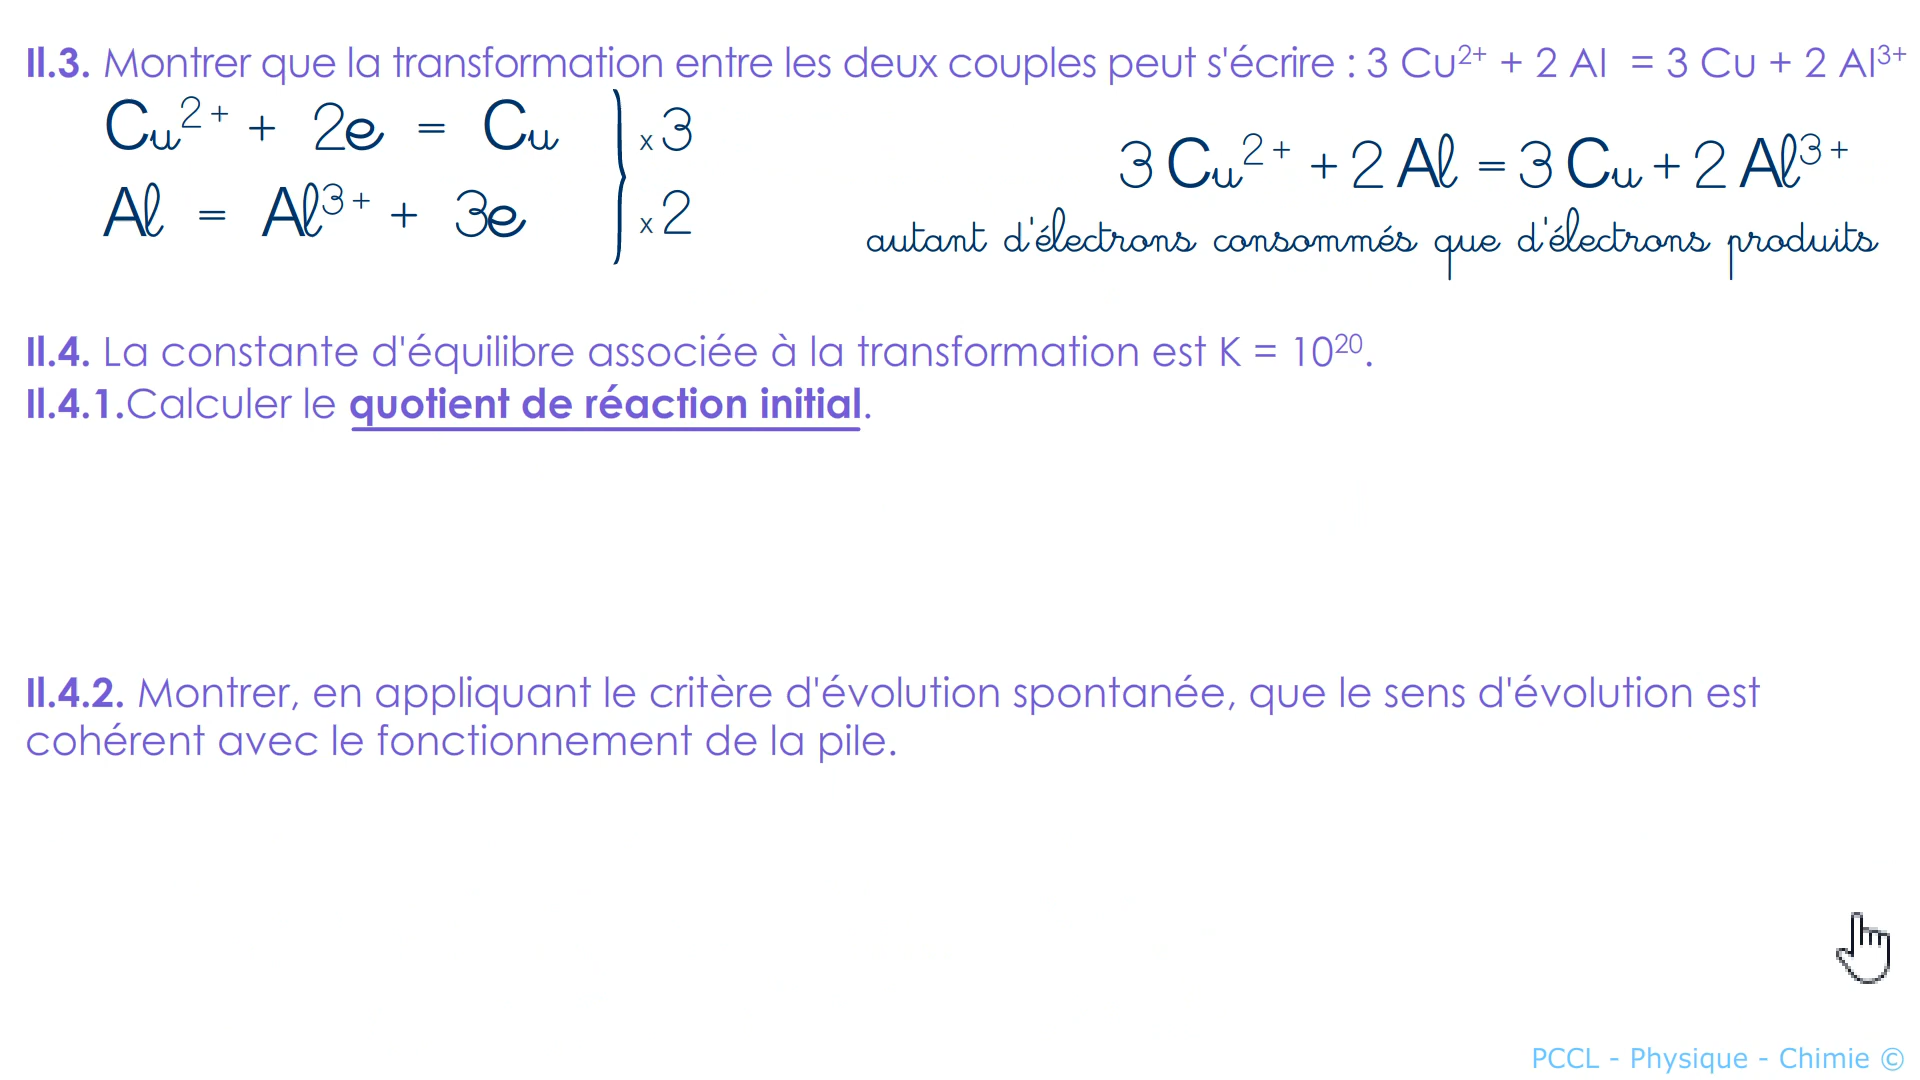 II.3. Montrer que la transformation entre les deux couples peut s'écrire : 3 Cu²⁺ + 2 Al = 3 Cu + 2 Al³⁺
Cu²⁺ + 2e = Cu x 3
Al = Al³⁺ + 3e x 2
3 Cu²⁺ + 2 Al = 3 Cu + 2 Al³⁺
autant d'électrons consommés que d'électrons produits
II.4. La constante d'équilibre associée à la transformation est K = 10²⁰.
II.4.1.Calculer le quotient de réaction initial.
II.4.2. Montrer, en appliquant le critère d'évolution spontanée, que le sens d'évolution est
cohérent avec le fonctionnement de la pile.
PCCL - Physique - Chimie ©